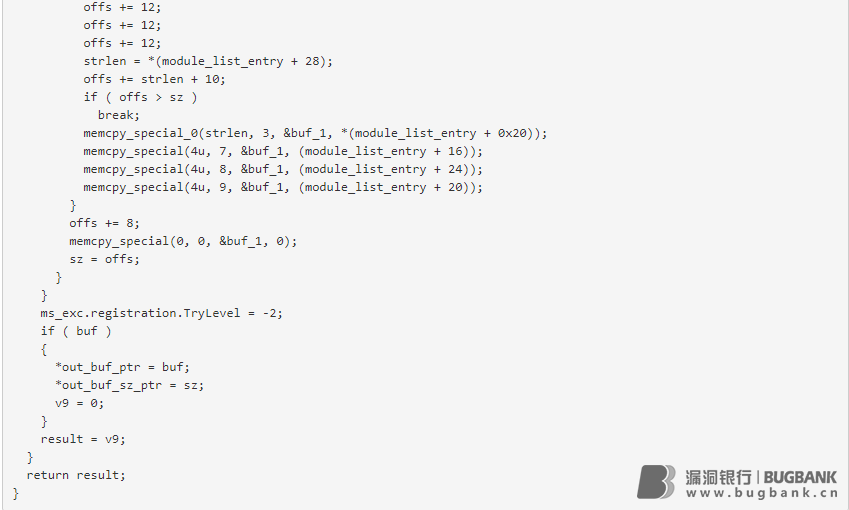 offs += 12;
offs += 12;
offs += 12;
strlen = *(module_list_entry + 28);
offs += strlen + 10;
if ( offs > sz )
break;
memcpy_special_0(strlen, 3, &buf_1, *(module_list_entry + 0x20));
memcpy_special(4u, 7, &buf_1, (module_list_entry + 16));
memcpy_special(4u, 8, &buf_1, (module_list_entry + 24));
memcpy_special(4u, 9, &buf_1, (module_list_entry + 20));
}
offs += 8;
memcpy_special(0, 0, &buf_1, 0);
sz = offs;
}
}
ms_exc.registration.TryLevel = -2;
if ( buf )
{
*out_buf_ptr = buf;
*out_buf_sz_ptr = sz;
v9 = 0;
}
result = v9;
}
return result;
}
漏洞银行 | BUGBANK
www.bugbank.cn